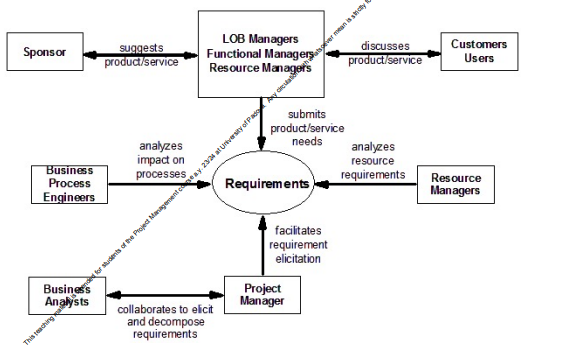 Sponsor
suggests
product/service
LOB Managers
Functional Managers
Resource Managers
discusses
product/service
Customers
Users
submits
product/service
needs
analyzes
impact on
processes
analyzes
resource
requirements
Business
Process
Engineers
Requirements
Resource
Managers
facilitates
requirement
elicitation
Business
Analysts
collaborates to elicit
and decompose
requirements
Project
Manager
This teaching material is intended for students of the Project Management course a.y. 23/24 at University of Padova. Any circulation with whatsoever mean is strictly